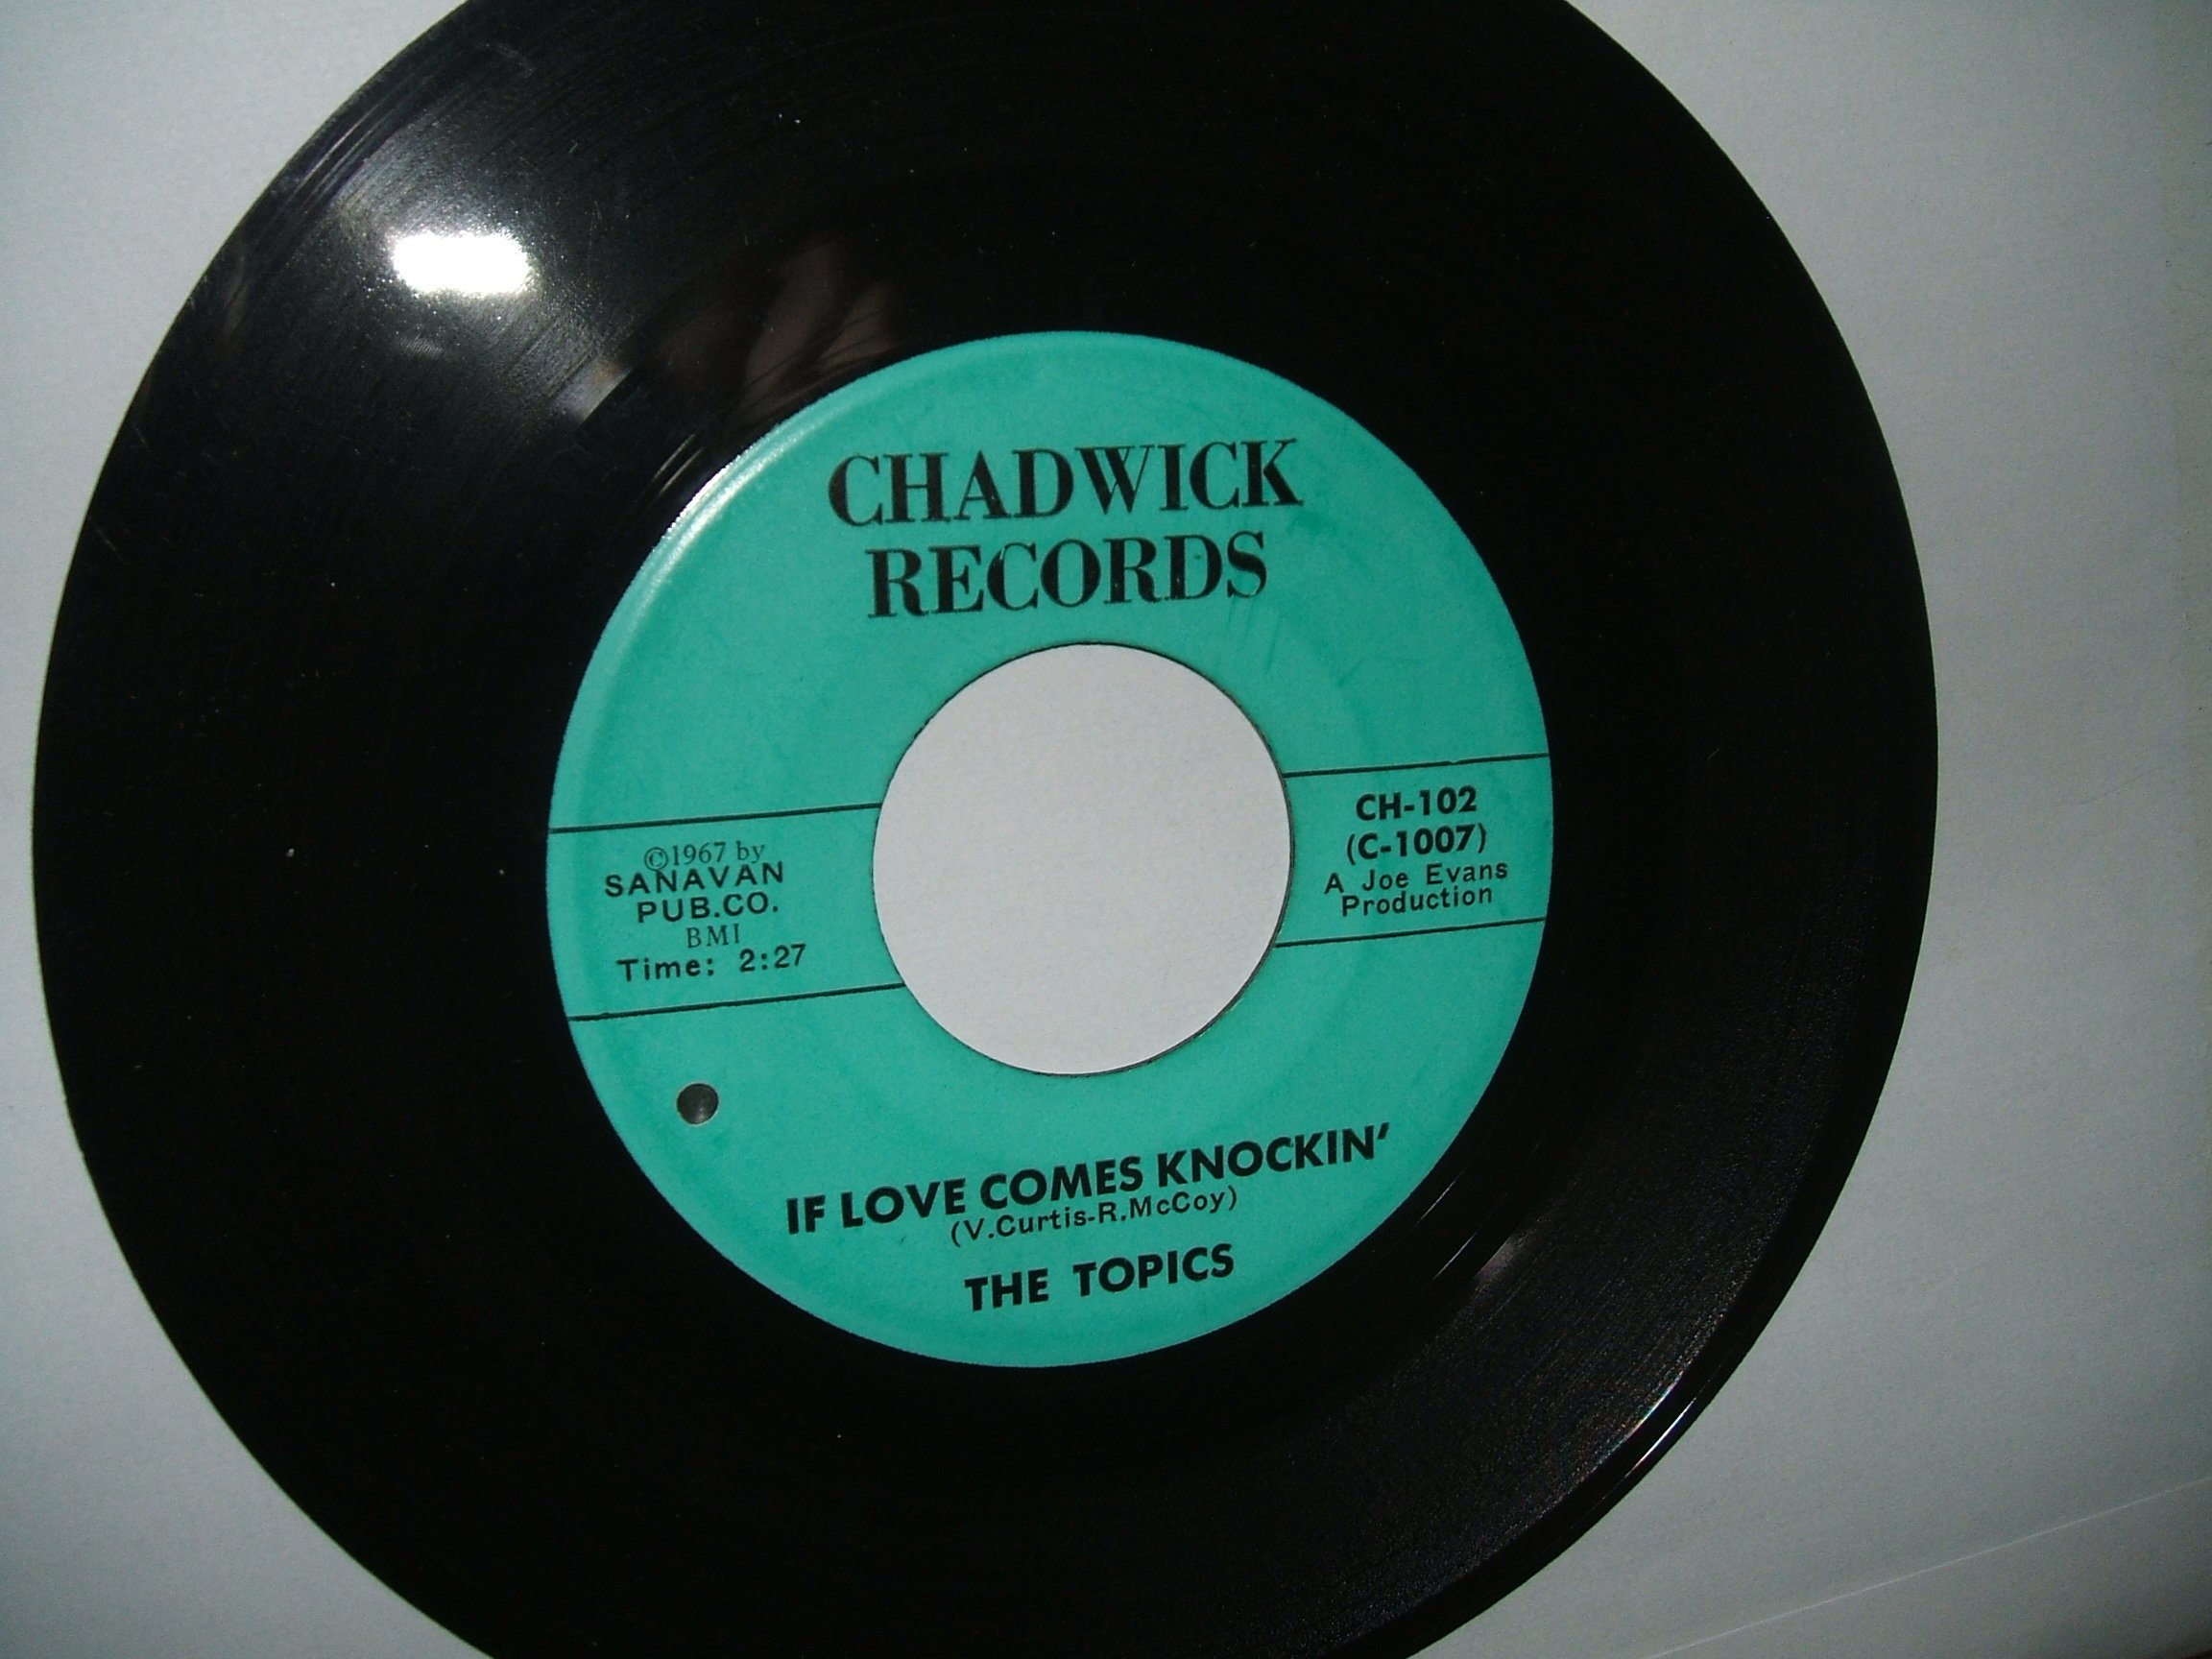 CHADWICK
RECORDS
©1967 by
SANAVAN
PUB.CO.
BMI
Time: 2:27
CH-102
(C-1007)
A Joe Evans
Production
IF LOVE COMES KNOCKIN'
(V.Curtis-R.McCoy)
THE TOPICS